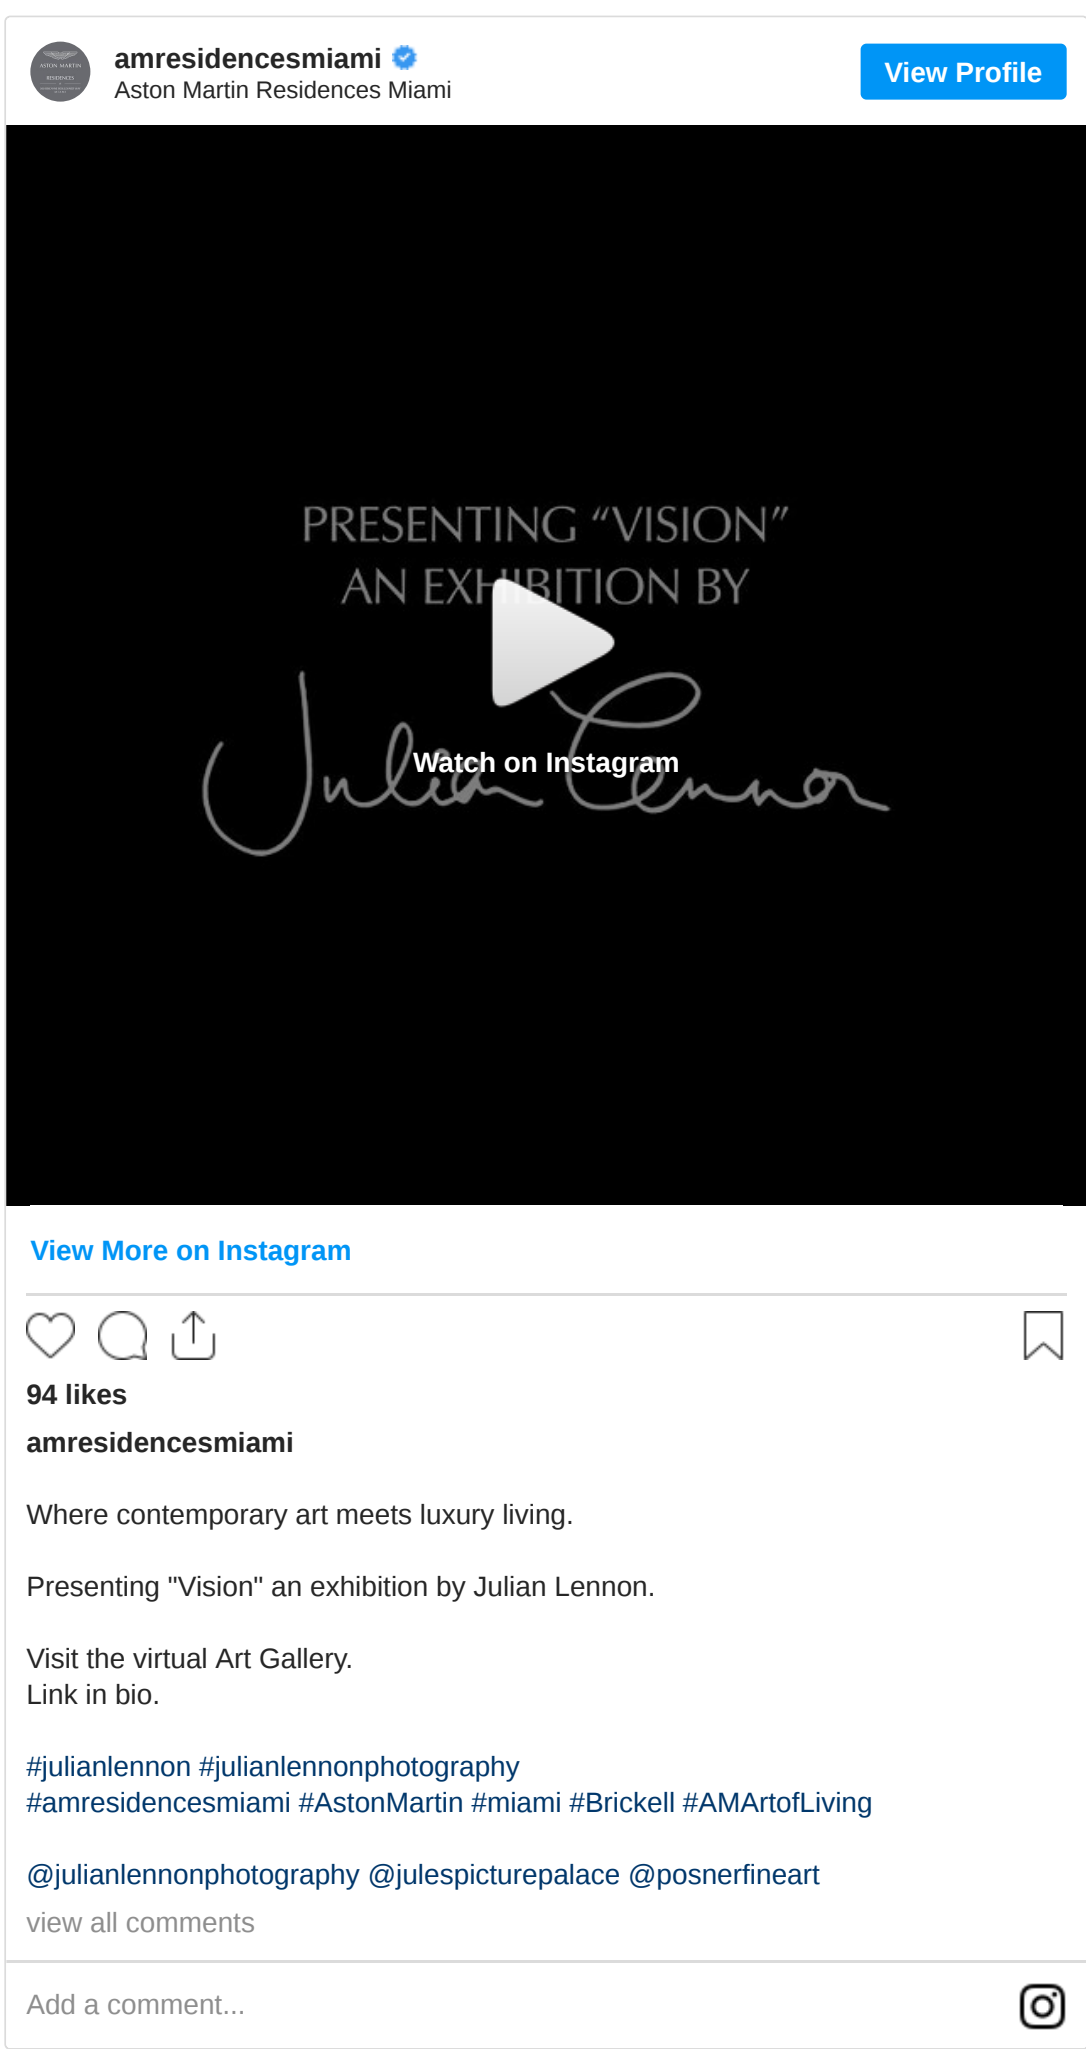 ASTON MARTIN
RESIDENCES
amresidencesmiami
Aston Martin Residences Miami
View Profile
PRESENTING “VISION”
AN EXHIBITION BY
Julian Lennon
Watch on Instagram
View More on Instagram
94 likes
amresidencesmiami
Where contemporary art meets luxury living.
Presenting "Vision" an exhibition by Julian Lennon.
Visit the virtual Art Gallery.
Link in bio.
#julianlennon #julianlennonphotography
#amresidencesmiami #AstonMartin #miami #Brickell #AMArtofLiving
@julianlennonphotography @julespicturepalace @posnerfineart
view all comments
Add a comment...